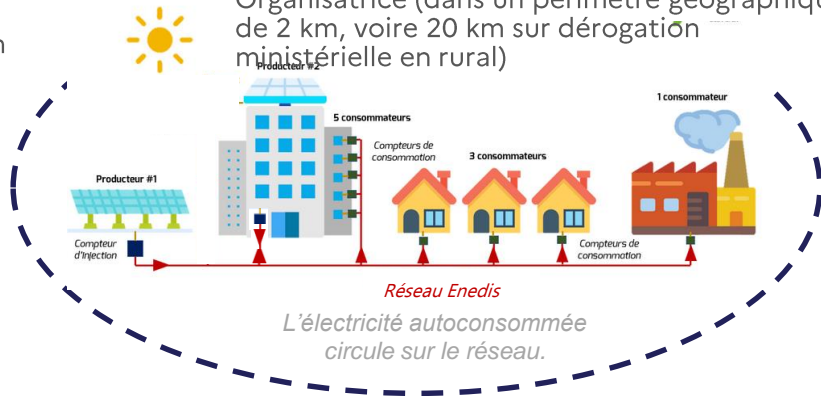 Organisatrice (dans un périmètre géographiqu
de 2 km, voire 20 km sur dérogation
ministérielle en rural)
Producteur #2
1 consommateur
5 consommateurs
Compteurs de
consommation
3 consommateurs
Producteur #1
Compteur
d'Injection
Compteurs de
consommation
Réseau Enedis
L'électricité autoconsommée
circule sur le réseau.